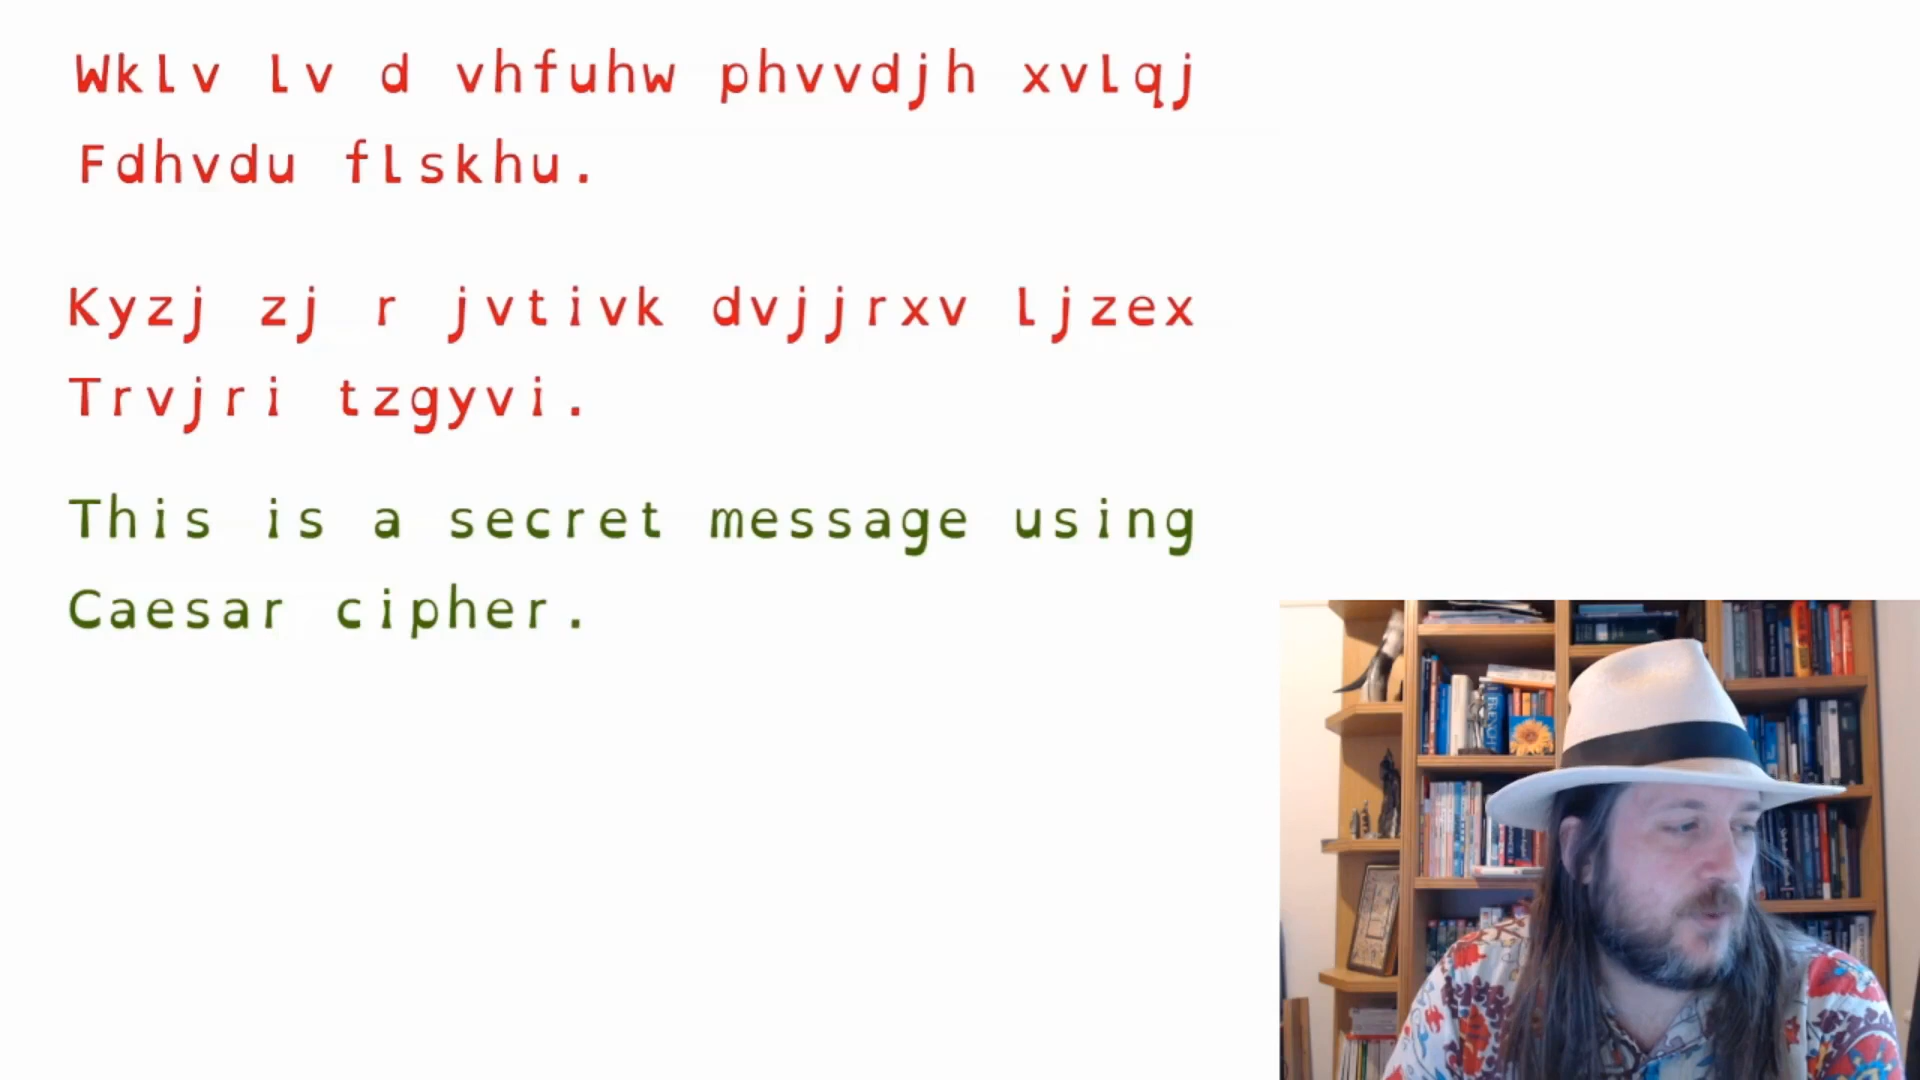 Wklv lv d vhfuhw phvvdjh xvlqj
Fdhvdu flskhu.
Kyzj zj r jvtivk dvjjrxv ljzex
Trvjri tzgyvi.
This is a secret message using
Caesar cipher.
FRENCH